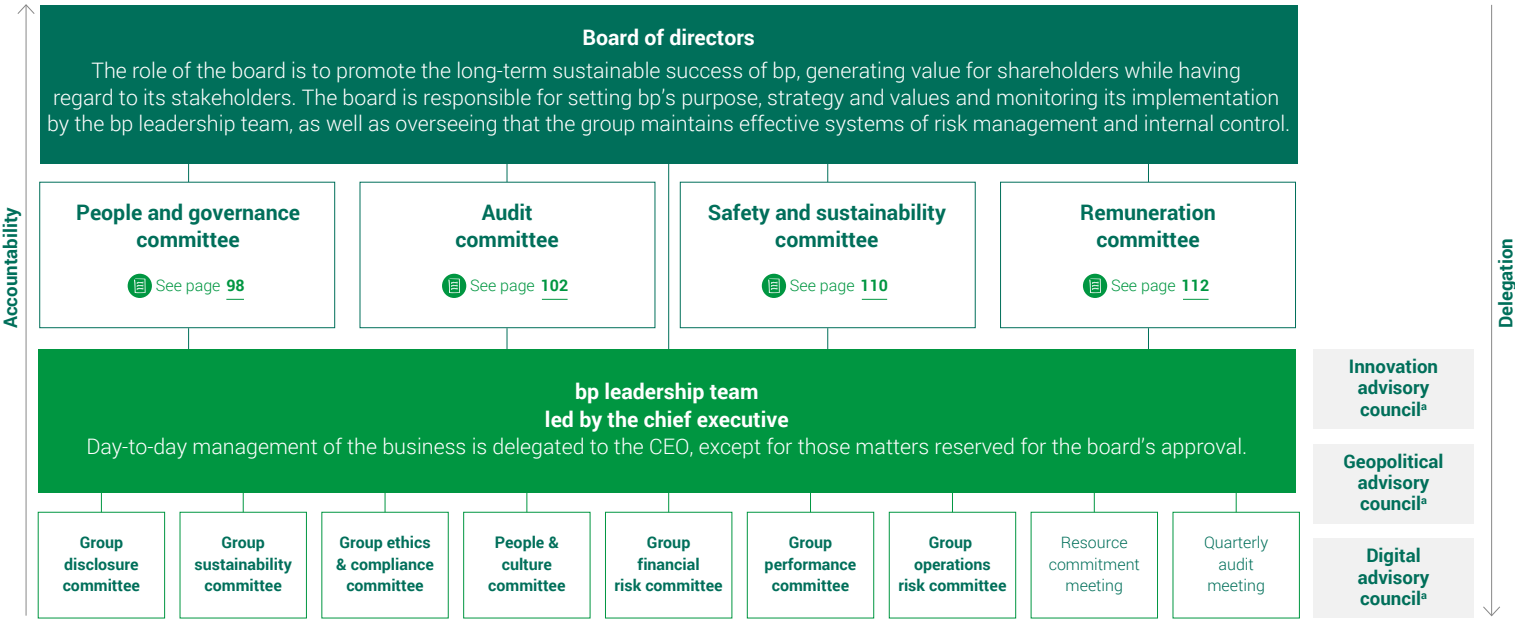 Board of directors
The role of the board is to promote the long-term sustainable success of bp, generating value for shareholders while having
regard to its stakeholders. The board is responsible for setting bp's purpose, strategy and values and monitoring its implementation
by the bp leadership team, as well as overseeing that the group maintains effective systems of risk management and internal control.
Accountability
People and governance
committee
See page 98
Audit
committee
See page 102
Safety and sustainability
committee
See page 110
Remuneration
committee
See page 112
Delegation
bp leadership team
led by the chief executive
Day-to-day management of the business is delegated to the CEO, except for those matters reserved for the board's approval.
Innovation
advisory
councilᵃ
Geopolitical
advisory
councilᵃ
Digital
advisory
councilᵃ
Group
disclosure
committee
Group
sustainability
committee
Group ethics
& compliance
committee
People &
culture
committee
Group
financial
risk committee
Group
performance
committee
Group
operations
risk committee
Resource
commitment
meeting
Quarterly
audit
meeting